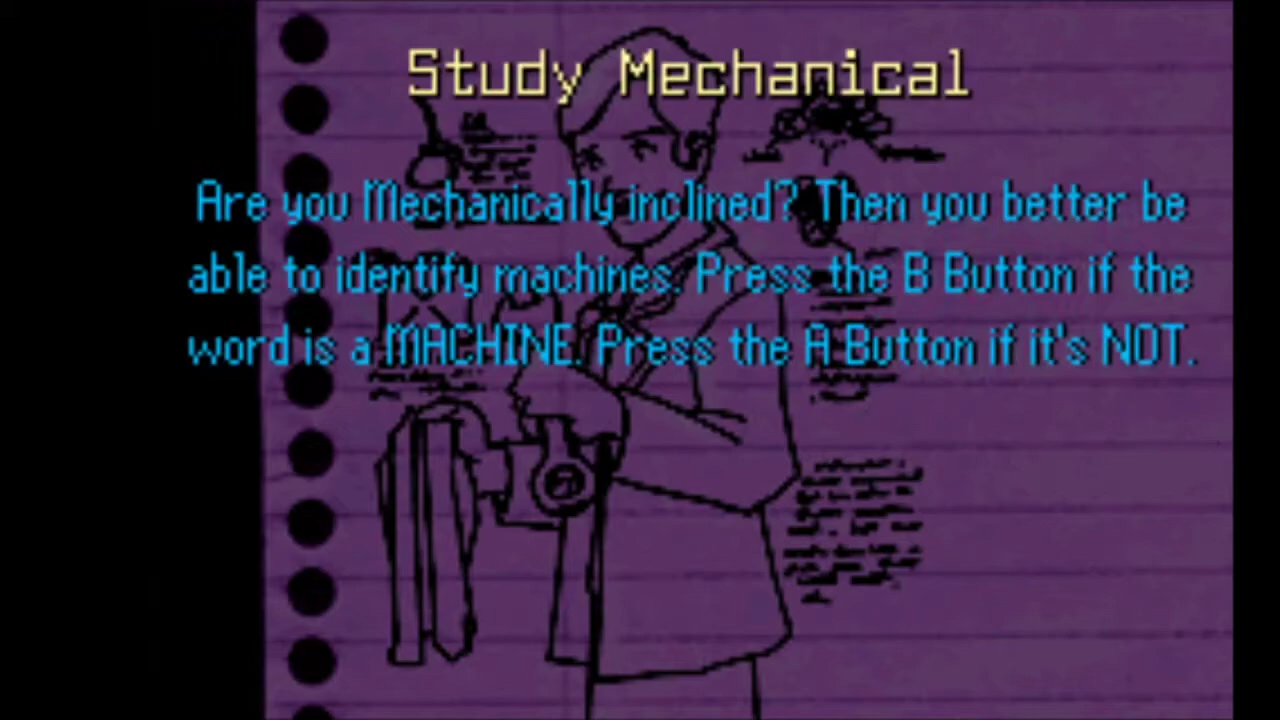 Study Mechanical
Are you Mechanically inclined? Then you better be
able to identify machines. Press the B Button if the
word is a MACHINE. Press the A Button if it's NOT.